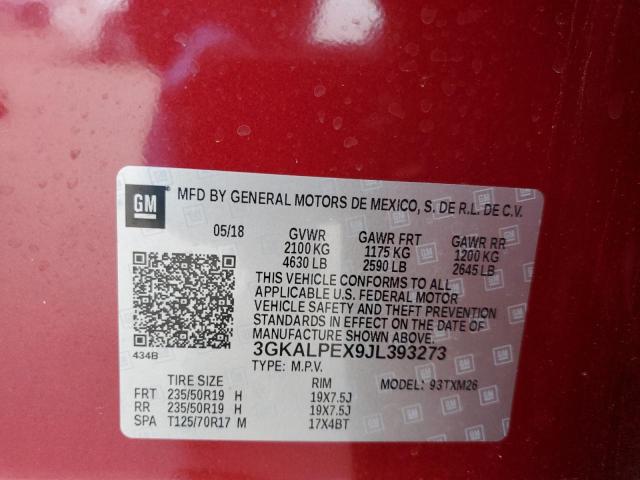 GM MFD BY GENERAL MOTORS DE MEXICO, S. DE R.L. DE C.V.
05/18 GVWR GAWR FRT GAWR RR
2100 KG 1175 KG 1200 KG
4630 LB 2590 LB 2645 LB
THIS VEHICLE CONFORMS TO ALL
APPLICABLE U.S. FEDERAL MOTOR
VEHICLE SAFETY AND THEFT PREVENTION
STANDARDS IN EFFECT ON THE DATE OF
MANUFACTURE SHOWN ABOVE.
434B 3GKALPEX9JL393273
TYPE: M.P.V. MODEL: 93TXM26
TIRE SIZE RIM
FRT 235/50R19 H 19X7.5J
RR 235/50R19 H 19X7.5J
SPA T125/70R17 M 17X4BT